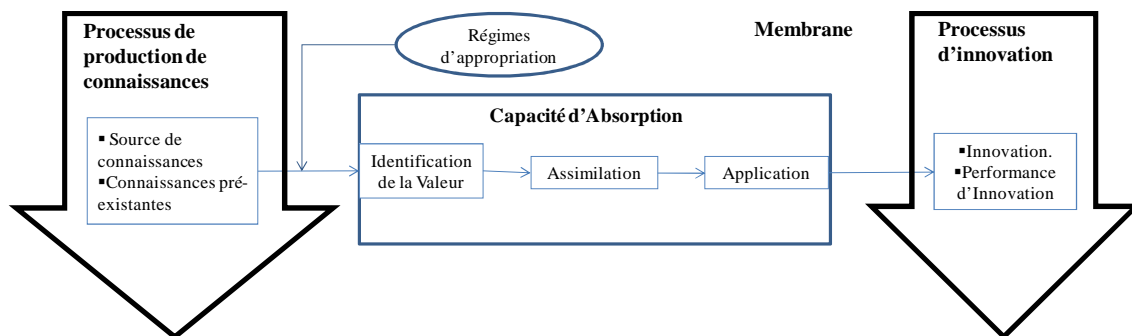 Processus de
production de
connaissances
▪ Source de
connaissances
▪Connaissances pré-
existantes
Régimes
d'appropriation
Membrane
Capacité d'Absorption
Identification
de la Valeur
Assimilation
Application
Processus
d'innovation
▪Innovation.
▪Performance
d'Innovation